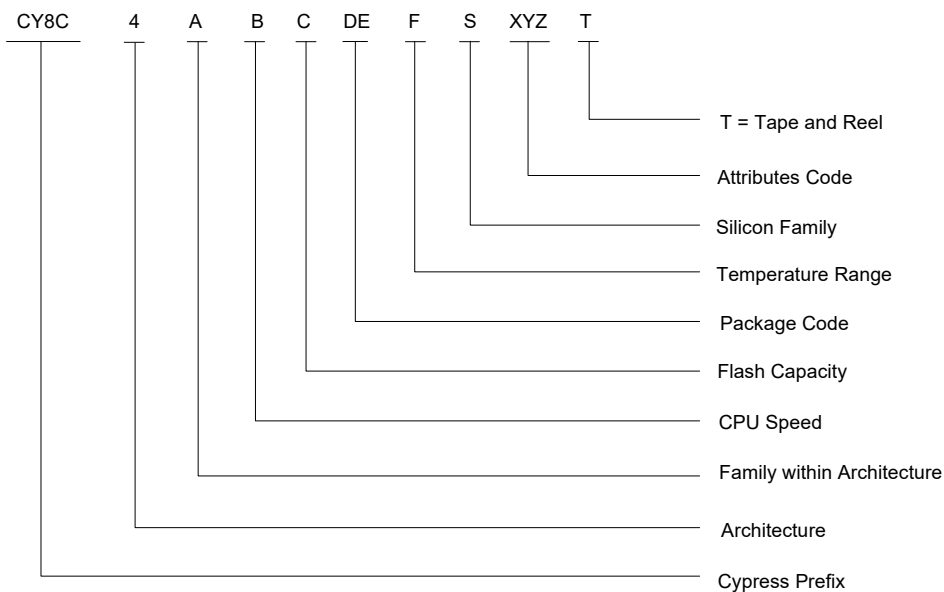 CY8C 4 A B C DE F S XYZ T
T = Tape and Reel
Attributes Code
Silicon Family
Temperature Range
Package Code
Flash Capacity
CPU Speed
Family within Architecture
Architecture
Cypress Prefix